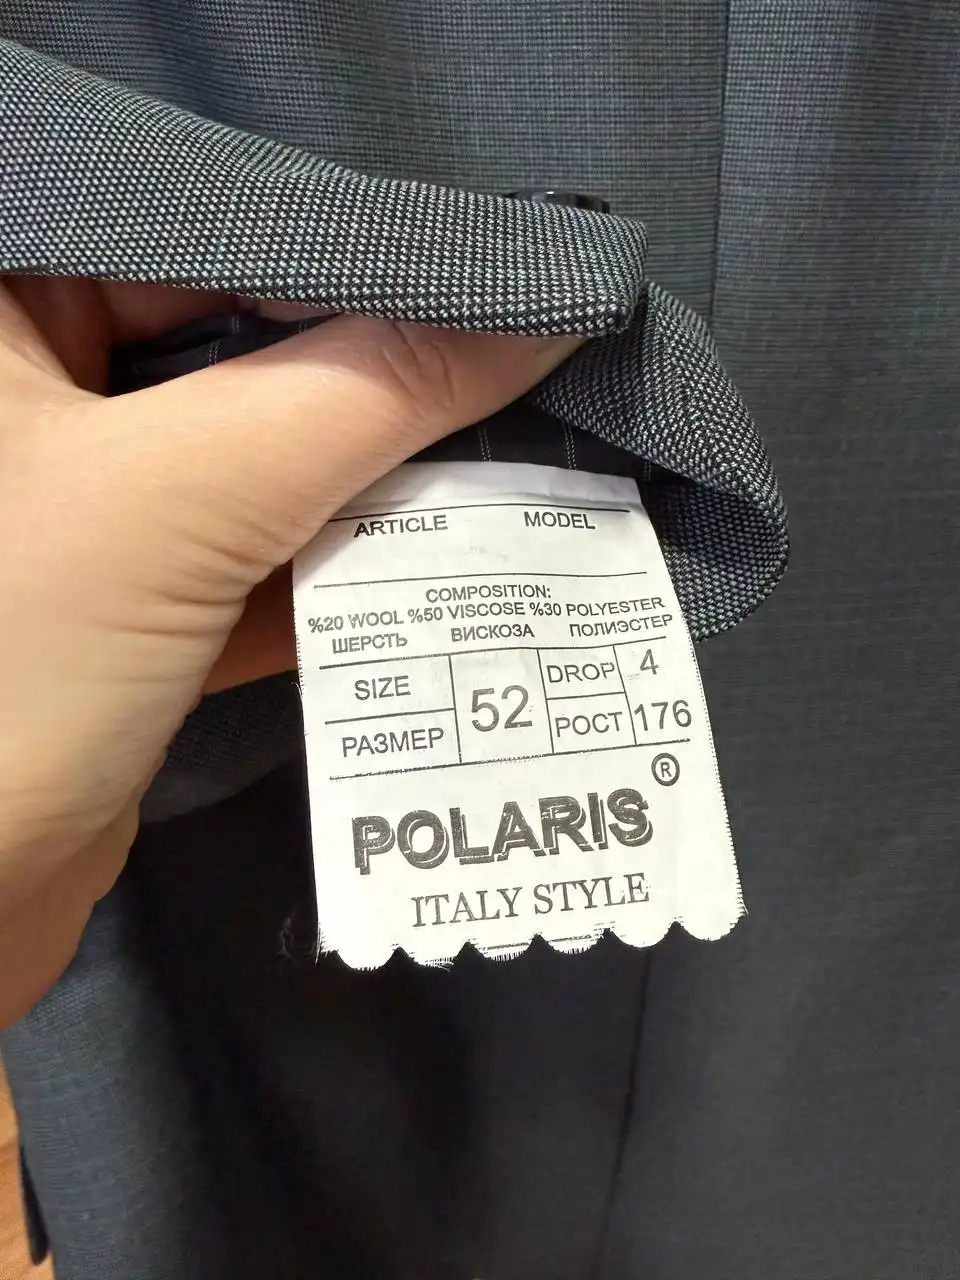 ARTICLE MODEL
COMPOSITION:
%20 WOOL %50 VISCOSE %30 POLYESTER
ШЕРСТЬ ВИСКОЗА ПОЛИЭСТЕР
SIZE 52 DROP 4
РАЗМЕР РОСТ 176
POLARIS ®
ITALY STYLE